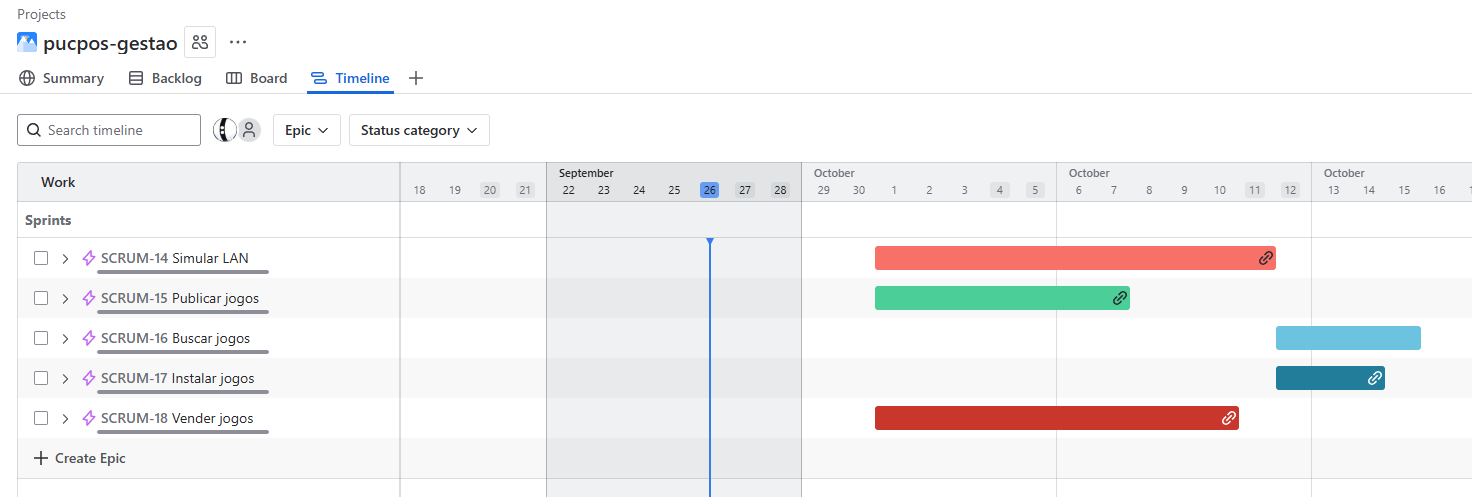 Projects
pucpos-gestao
Summary Backlog Board Timeline
Search timeline Epic Status category
Work
September October October October
18 19 20 21 22 23 24 25 26 27 28 29 30 1 2 3 4 5 6 7 8 9 10 11 12 13 14 15 16
Sprints
SCRUM-14 Simular LAN
SCRUM-15 Publicar jogos
SCRUM-16 Buscar jogos
SCRUM-17 Instalar jogos
SCRUM-18 Vender jogos
Create Epic